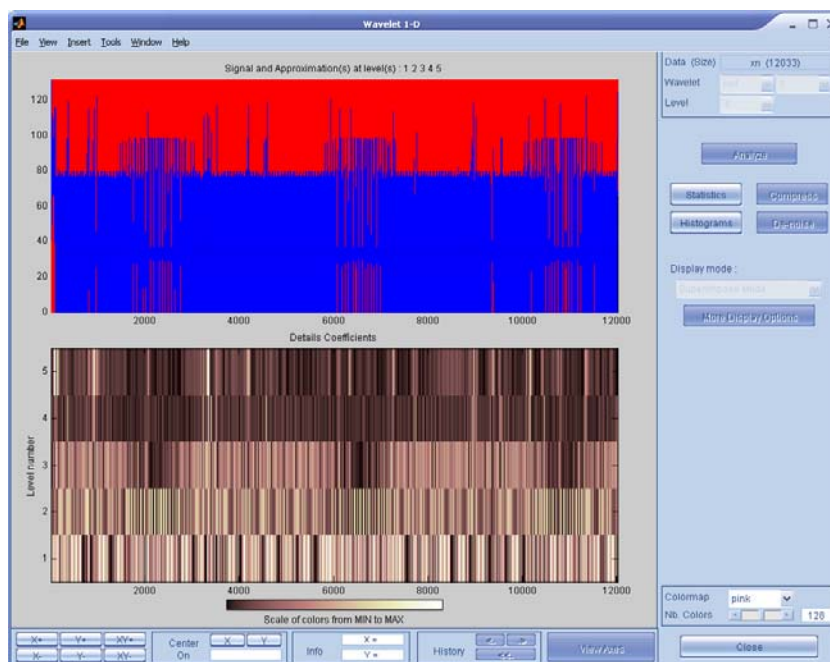 Wavelet 1-D
File View Insert Tools Window Help
Signal and Approximation(s) at level(s) : 1 2 3 4 5
120
100
80
60
40
20
0
2000 4000 6000 8000 10000 12000
Details Coefficients
Level number
5
4
3
2
1
2000 4000 6000 8000 10000 12000
Scale of colors from MIN to MAX
Data (Size) xn (12033)
Wavelet
Level
Analyze
Statistics Compress
Histograms De-noise
Display mode :
Superimpose Mode
More Display Options
Colormap pink
Nb. Colors 128
X+ Y+ XY+
X- Y- XY-
Center On X Y
Info X = Y =
History <- -> <<-
View Axes
Close